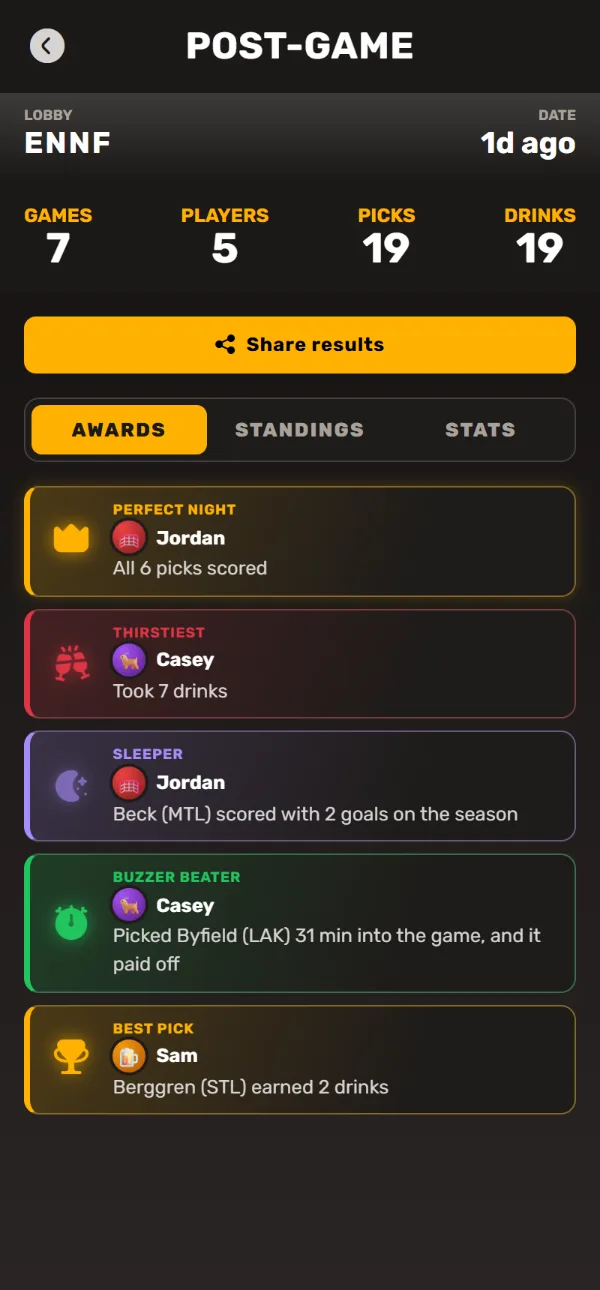 POST-GAME
LOBBY
ENNF
DATE
1d ago
GAMES
7
PLAYERS
5
PICKS
19
DRINKS
19
Share results
AWARDS
STANDINGS
STATS
PERFECT NIGHT
Jordan
All 6 picks scored
THIRSTIEST
Casey
Took 7 drinks
SLEEPER
Jordan
Beck (MTL) scored with 2 goals on the season
BUZZER BEATER
Casey
Picked Byfield (LAK) 31 min into the game, and it
paid off
BEST PICK
Sam
Berggren (STL) earned 2 drinks